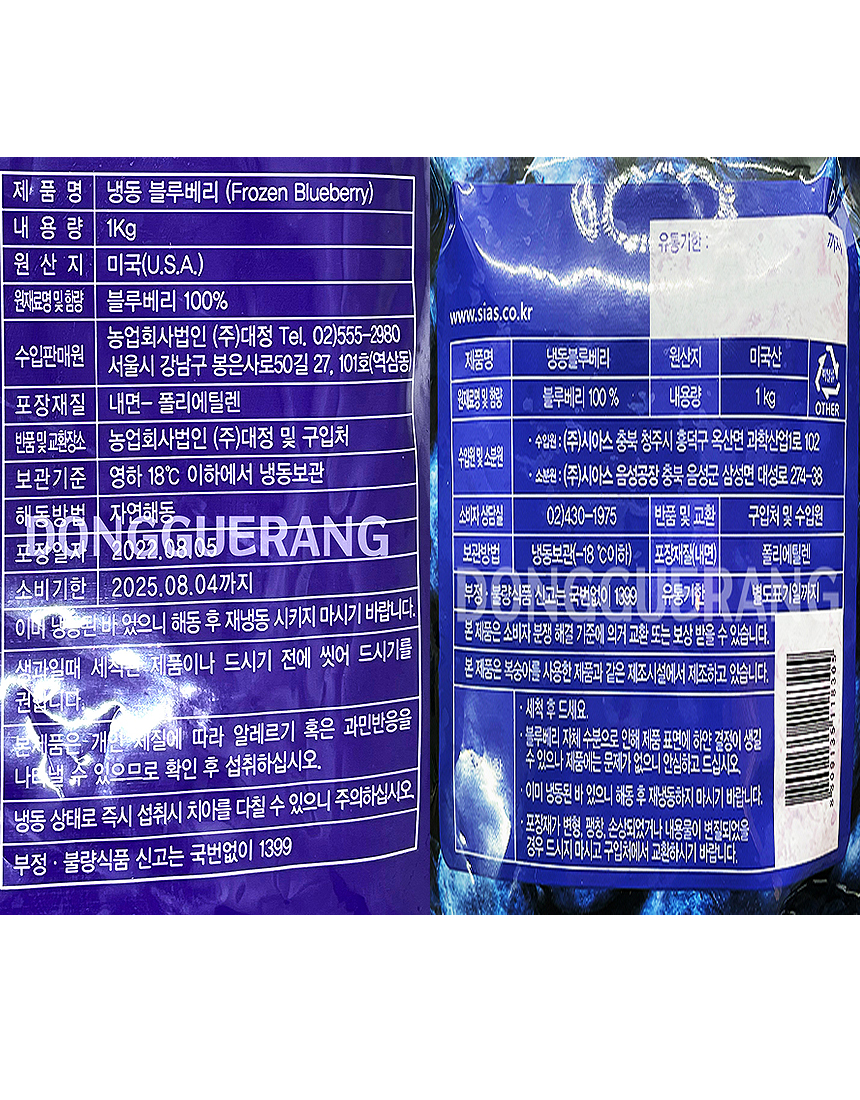 제 품 명 냉동 블루베리 (Frozen Blueberry)
내 용 량 1Kg
원 산 지 미국(U.S.A.)
원재료명 및 함량 블루베리 100%
수입판매원 농업회사법인 (주)대정 Tel. 02)555-2980
서울시 강남구 봉은사로50길 27, 101호(역삼동)
포장재질 내면- 폴리에틸렌
반품 및 교환장소 농업회사법인 (주)대정 및 구입처
보관기준 영하 18℃ 이하에서 냉동보관
해동방법 자연해동
DONGGUERANG
포장일자 2022.08.05
소비기한 2025.08.04까지
이미 냉동된 바 있으니 해동 후 재냉동 시키지 마시기 바랍니다.
생과일때 세척한 제품이나 드시기 전에 씻어 드시기를
권합니다.
본제품은 개인 체질에 따라 알레르기 혹은 과민반응을
나타낼 수 있으므로 확인 후 섭취하십시오.
냉동 상태로 즉시 섭취시 치아를 다칠 수 있으니 주의하십시오.
부정 · 불량식품 신고는 국번없이 1399
유통기한 : 까지
www.sias.co.kr
제품명 냉동블루베리 원산지 미국산
원재료명 및 함량 블루베리 100 % 내용량 1 kg
OTHER
수입원 및 소분원 · 수입원 : (주)시아스 충북 청주시 흥덕구 옥산면 과학산업1로 102
· 소분원 : (주)시아스 음성공장 충북 음성군 삼성면 대성로 274-38
소비자 상담실 02)430-1975 반품 및 교환 구입처 및 수입원
보관방법 냉동보관(-18 ℃이하) 포장재질(내면) 폴리에틸렌
DONGGUERANG
부정 · 불량식품 신고는 국번없이 1399 유통기한 별도표기일까지
본 제품은 소비자 분쟁 해결 기준에 의거 교환 또는 보상 받을 수 있습니다.
본 제품은 복숭아를 사용한 제품과 같은 제조시설에서 제조하고 있습니다.
· 세척 후 드세요.
· 블루베리 자체 수분으로 인해 제품 표면에 하얀 결정이 생길
수 있으나 제품에는 문제가 없으니 안심하고 드십시오.
· 이미 냉동된 바 있으니 해동 후 재냉동하지 마시기 바랍니다.
· 포장재가 변형, 팽창, 손상되었거나 내용물이 변질되었을
경우 드시지 마시고 구입처에서 교환하시기 바랍니다.